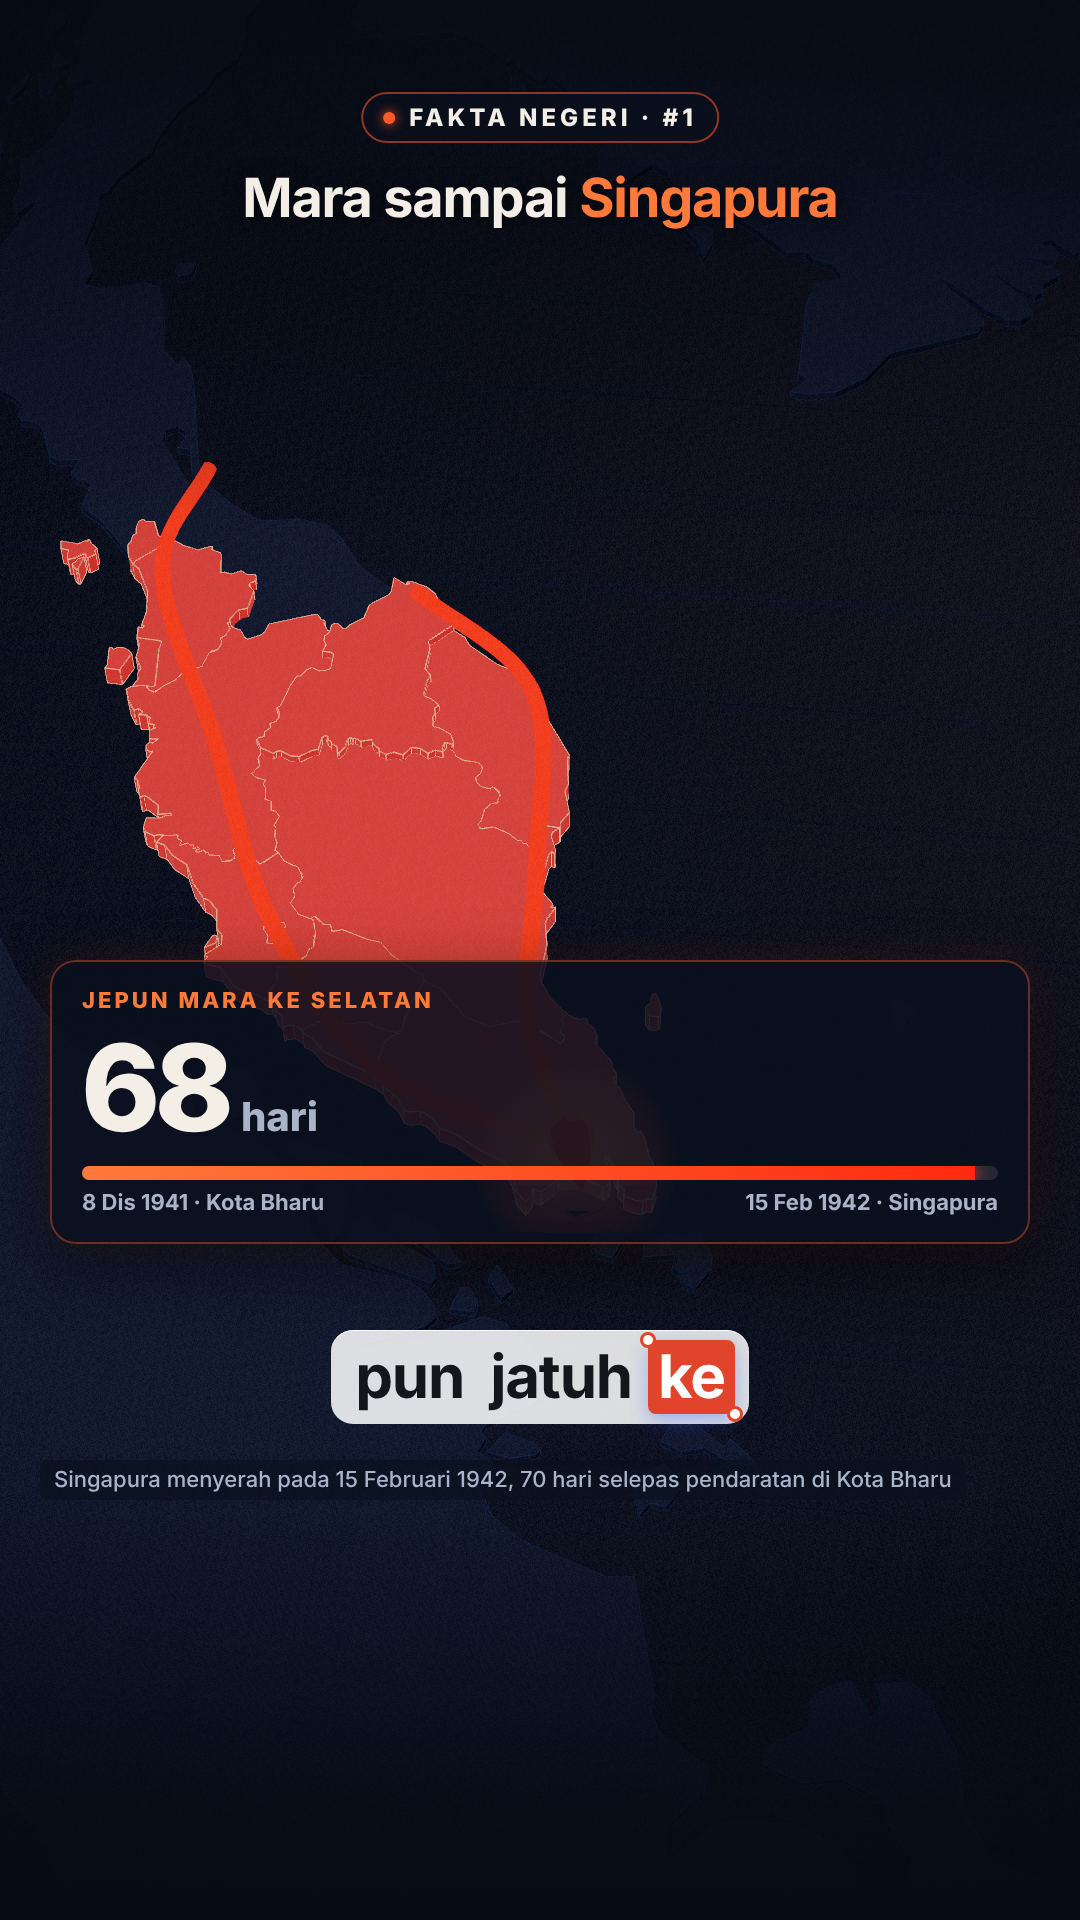 FAKTA NEGERI · #1
Mara sampai Singapura
JEPUN MARA KE SELATAN
68 hari
8 Dis 1941 · Kota Bharu
15 Feb 1942 · Singapura
pun jatuh ke
Singapura menyerah pada 15 Februari 1942, 70 hari selepas pendaratan di Kota Bharu